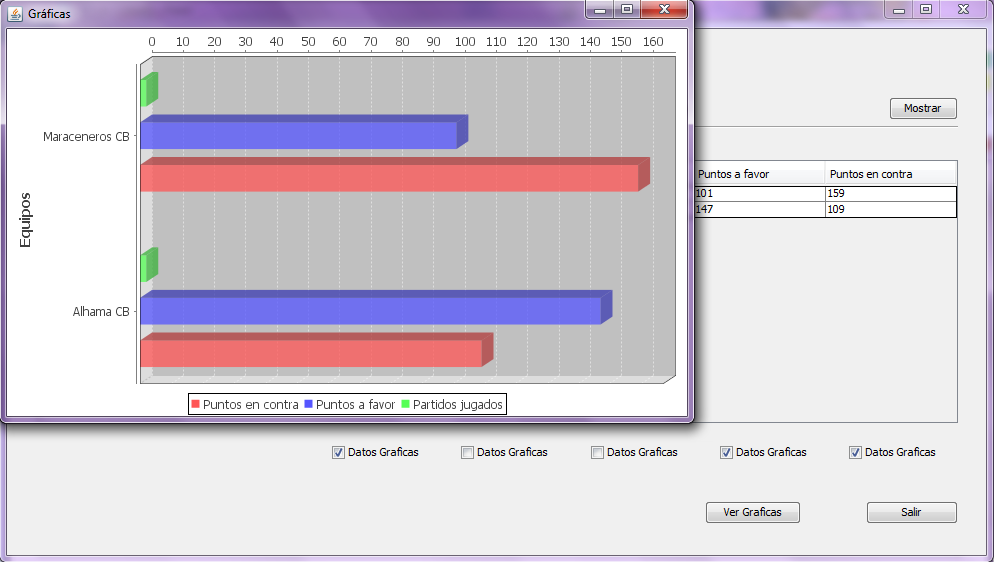 Gráficas
0 10 20 30 40 50 60 70 80 90 100 110 120 130 140 150 160
Maraceneros CB
Equipos
Alhama CB
Puntos en contra Puntos a favor Partidos jugados
Mostrar
Puntos a favor Puntos en contra
101 159
147 109
Datos Graficas Datos Graficas Datos Graficas Datos Graficas Datos Graficas
Ver Graficas Salir